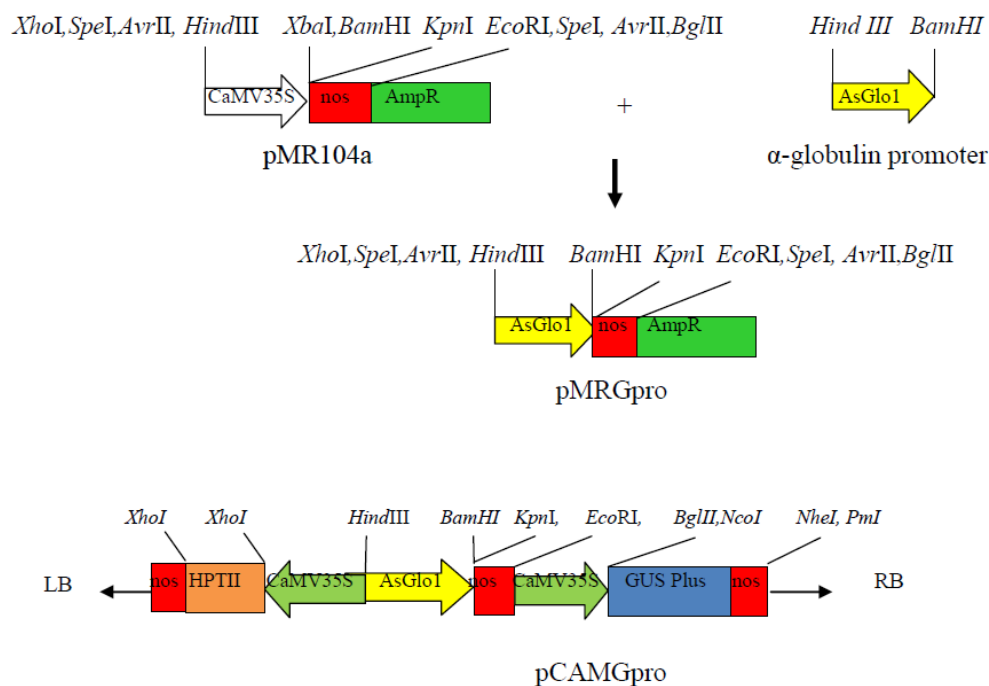 XhoI,SpeI,AvrII, HindIII XbaI,BamHI KpnI EcoRI,SpeI, AvrII,BglII Hind III BamHI
CaMV35S nos AmpR + AsGlo1
pMR104a α-globulin promoter
XhoI,SpeI,AvrII, HindIII BamHI KpnI EcoRI,SpeI, AvrII,BglII
AsGlo1 nos AmpR
pMRGpro
XhoI XhoI HindIII BamHI KpnI, EcoRI, BglII,NcoI NheI, PmI
LB nos HPTII CaMV35S AsGlo1 nos CaMV35S GUS Plus nos RB
pCAMGpro